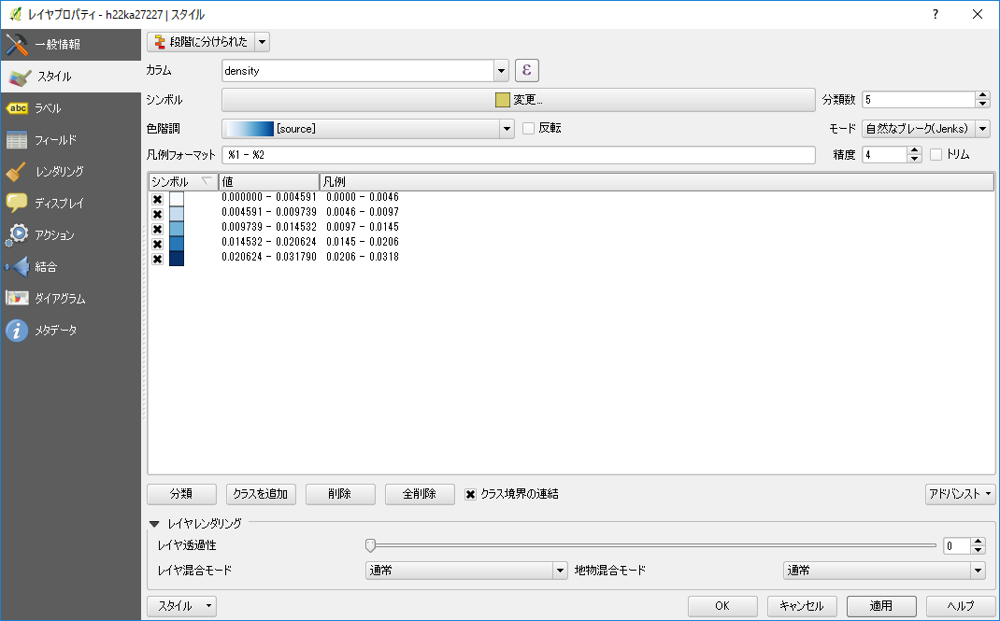 レイヤプロパティ - h22ka27227 | スタイル
?
一般情報
スタイル
abc ラベル
フィールド
レンダリング
ディスプレイ
アクション
結合
ダイアグラム
メタデータ
段階に分けられた
カラム density ε
シンボル 変更... 分類数 5
色階調 [source] 反転 モード 自然なブレーク(Jenks)
凡例フォーマット %1 - %2 精度 4 トリム
シンボル 値 凡例
0.000000 - 0.004591 0.0000 - 0.0046
0.004591 - 0.009739 0.0046 - 0.0097
0.009739 - 0.014532 0.0097 - 0.0145
0.014532 - 0.020624 0.0145 - 0.0206
0.020624 - 0.031790 0.0206 - 0.0318
分類 クラスを追加 削除 全削除 クラス境界の連結 アドバンスト
レイヤレンダリング
レイヤ透過性 0
レイヤ混合モード 通常 地物混合モード 通常
スタイル OK キャンセル 適用 ヘルプ